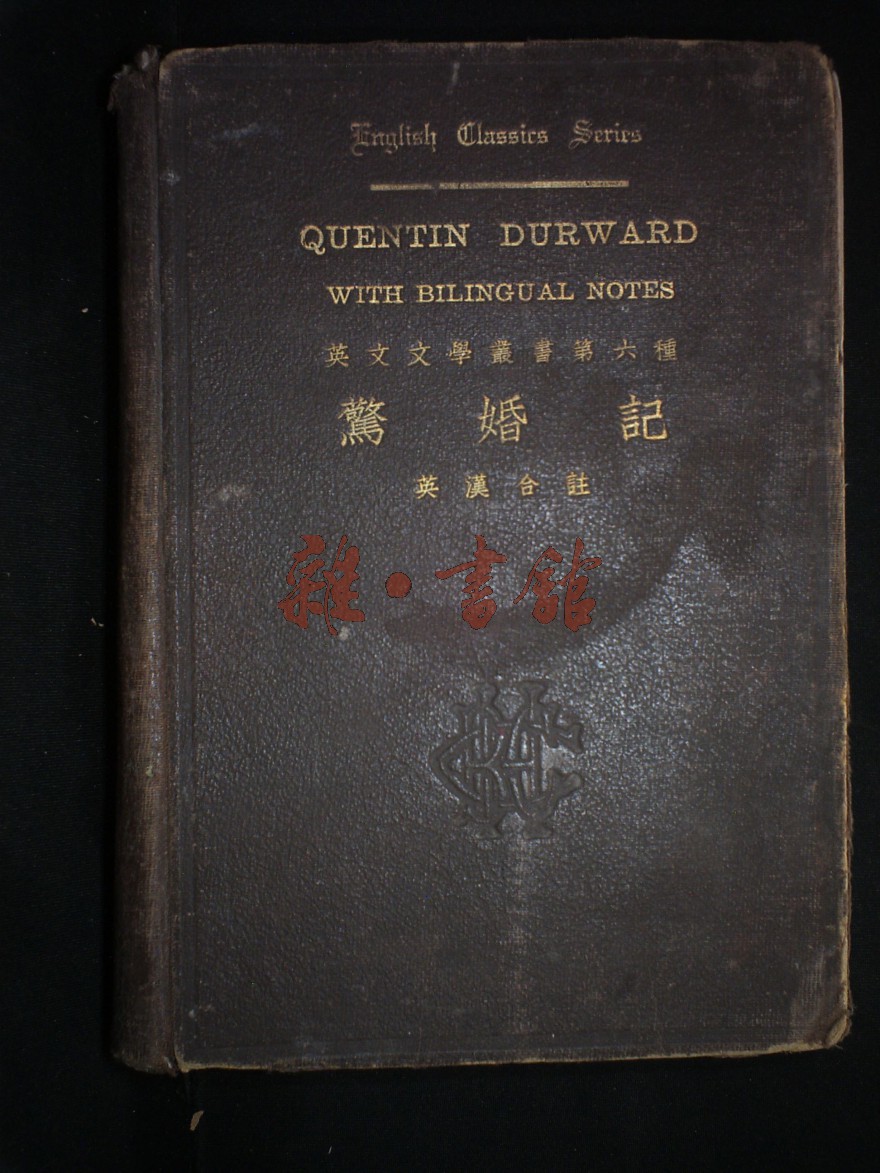 English Classics Series
QUENTIN DURWARD
WITH BILINGUAL NOTES
英文文學叢書第六種
驚婚記
英漢合註
雜·書舘